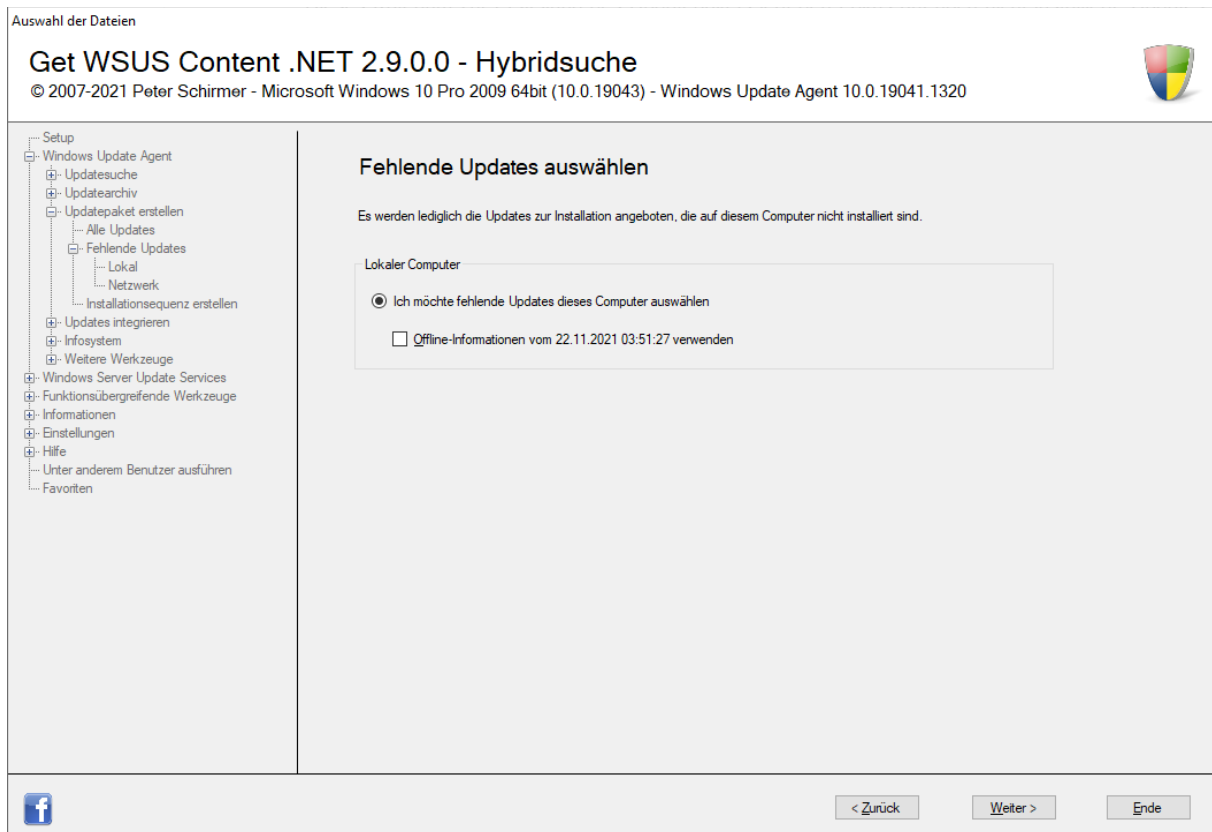 Auswahl der Dateien
Get WSUS Content .NET 2.9.0.0 - Hybridsuche
© 2007-2021 Peter Schirmer - Microsoft Windows 10 Pro 2009 64bit (10.0.19043) - Windows Update Agent 10.0.19041.1320
Setup
Windows Update Agent
Updatesuche
Updatearchiv
Updatepaket erstellen
Alle Updates
Fehlende Updates
Lokal
Netzwerk
Installationsequenz erstellen
Updates integrieren
Infosystem
Weitere Werkzeuge
Windows Server Update Services
Funktionsübergreifende Werkzeuge
Informationen
Einstellungen
Hilfe
Unter anderem Benutzer ausführen
Favoriten
Fehlende Updates auswählen
Es werden lediglich die Updates zur Installation angeboten, die auf diesem Computer nicht installiert sind.
Lokaler Computer
Ich möchte fehlende Updates dieses Computer auswählen
Offline-Informationen vom 22.11.2021 03:51:27 verwenden
f
< Zurück
Weiter >
Ende